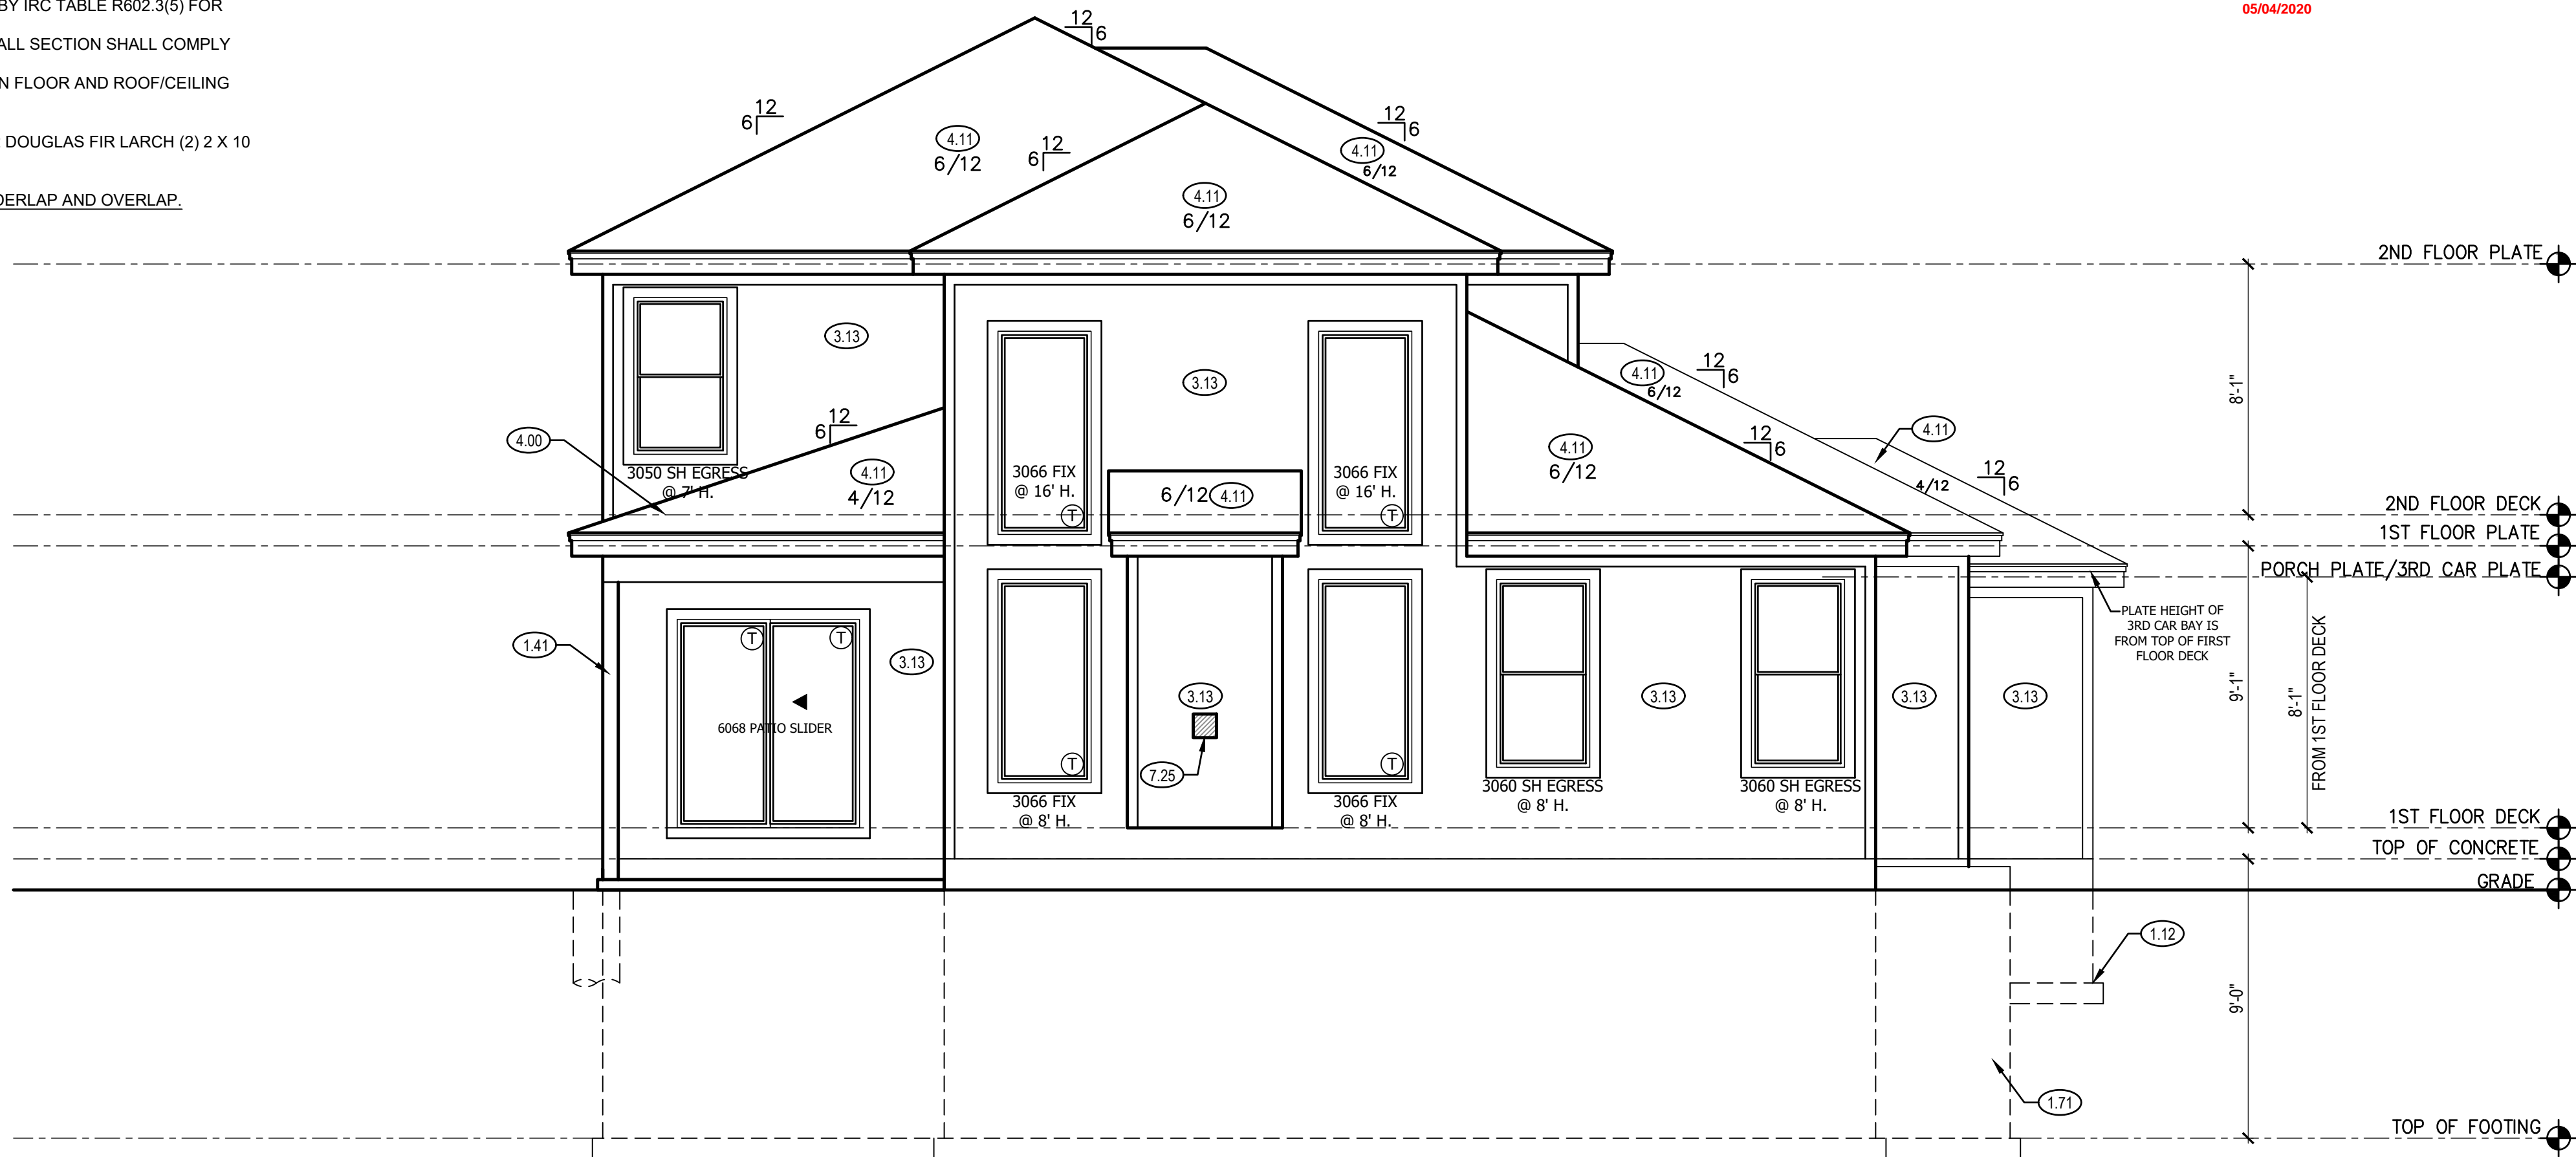 BY IRC TABLE R602.3(5) FOR
ALL SECTION SHALL COMPLY
N FLOOR AND ROOF/CEILING
DOUGLAS FIR LARCH (2) 2 X 10
DERLAP AND OVERLAP.
05/04/2020
12
6
12
6
12
6
12
6
4.11
6/12
4.11
6/12
4.11
6/12
2ND FLOOR PLATE
3.13
3.13
12
6
4.11
6/12
12
6
4.00
3050 SH EGRESS
@ 7' H.
4.11
4/12
3066 FIX
@ 16' H.
T
6/12 4.11
3066 FIX
@ 16' H.
T
4.11
6/12
12
6
4.11
4/12
12
6
8'-1"
2ND FLOOR DECK
1ST FLOOR PLATE
PORCH PLATE/3RD CAR PLATE
PLATE HEIGHT OF
3RD CAR BAY IS
FROM TOP OF FIRST
FLOOR DECK
1.41
T
T
3.13
6068 PATIO SLIDER
3.13
7.25
T
T
3066 FIX
@ 8' H.
3066 FIX
@ 8' H.
3060 SH EGRESS
@ 8' H.
3.13
3060 SH EGRESS
@ 8' H.
3.13
3.13
9'-1"
8'-1"
FROM 1ST FLOOR DECK
1ST FLOOR DECK
TOP OF CONCRETE
GRADE
1.12
9'-0"
1.71
TOP OF FOOTING